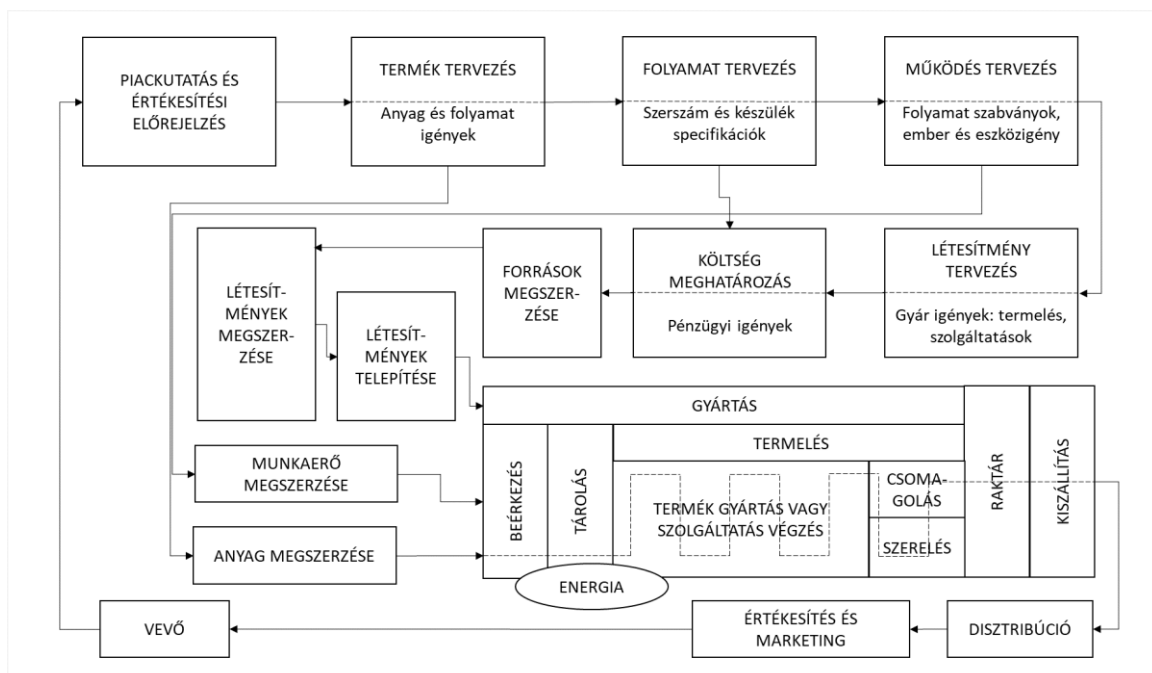 PIACKUTATÁS ÉS
ÉRTÉKESÍTÉSI
ELŐREJELZÉS
TERMÉK TERVEZÉS
Anyag és folyamat
igények
FOLYAMAT TERVEZÉS
Szerszám és készülék
specifikációk
MŰKÖDÉS TERVEZÉS
Folyamat szabványok,
ember és eszközigény
LÉTESÍT-
MÉNYEK
MEGSZER-
ZÉSE
LÉTESÍT-
MÉNYEK
TELEPÍTÉSE
FORRÁSOK
MEGSZER-
ZÉSE
KÖLTSÉG
MEGHATÁROZÁS
Pénzügyi igények
LÉTESÍTMÉNY
TERVEZÉS
Gyár igények: termelés,
szolgáltatások
MUNKAERŐ
MEGSZERZÉSE
ANYAG MEGSZERZÉSE
GYÁRTÁS
BEÉRKEZÉS
TÁROLÁS
TERMELÉS
TERMÉK GYÁRTÁS VAGY
SZOLGÁLTATÁS VÉGZÉS
CSOMA-
GOLÁS
SZERELÉS
RAKTÁR
KISZÁLLÍTÁS
ENERGIA
VEVŐ
ÉRTÉKESÍTÉS ÉS
MARKETING
DISZTRIBÚCIÓ